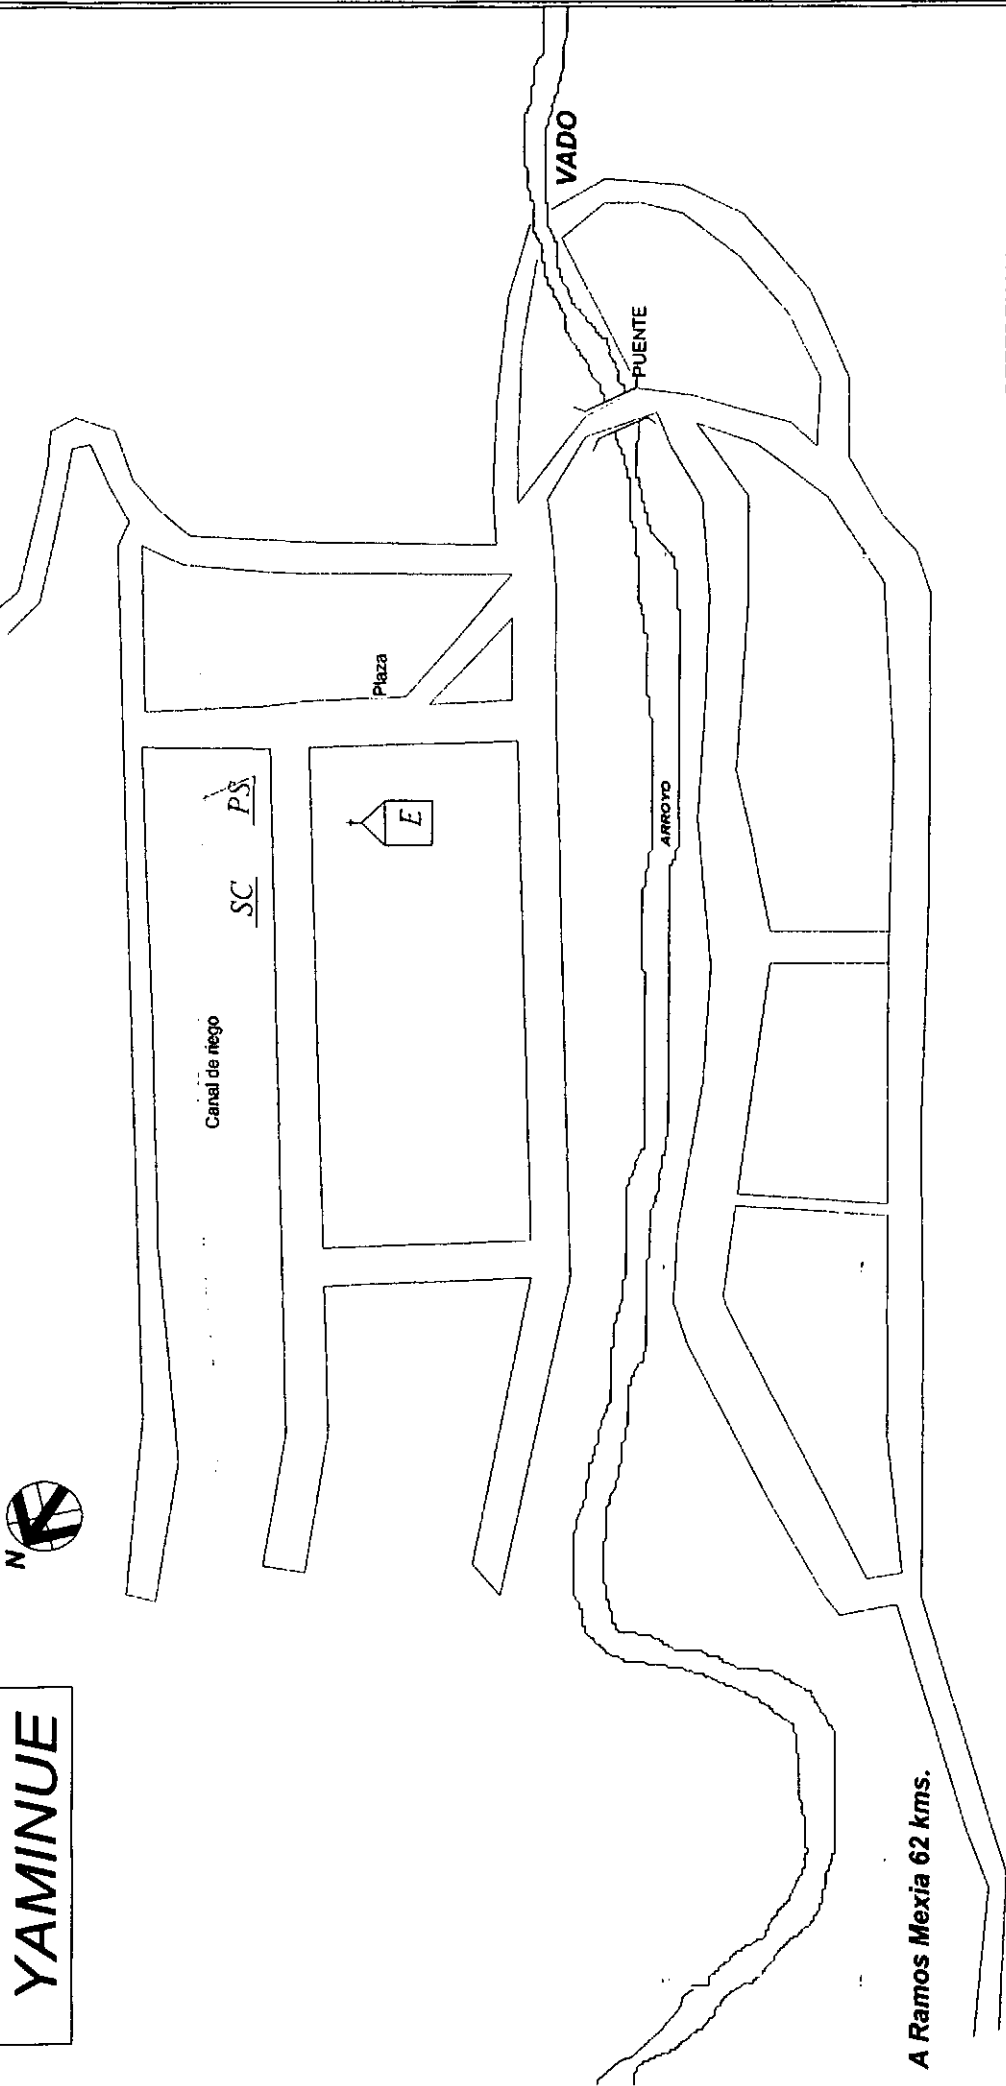 YAMINUE
N
Canal de riego
SC
PS
E
Plaza
VADO
PUENTE
ARROYO
A Ramos Mexia 62 kms.